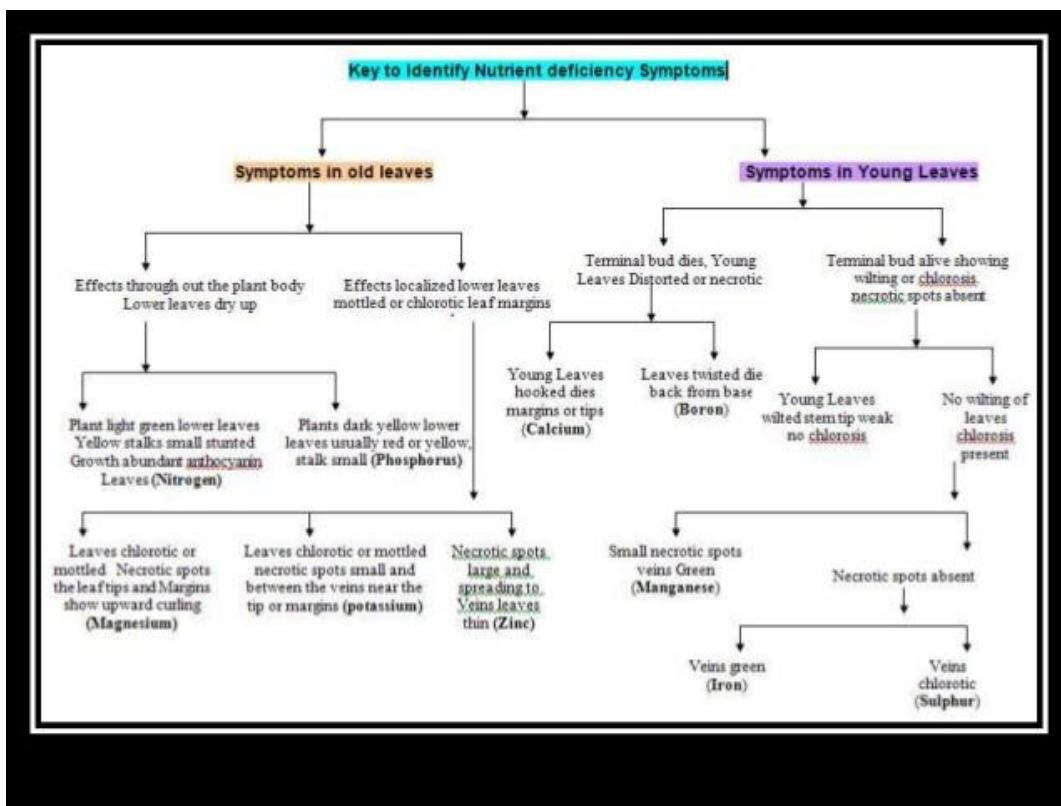 Key to Identify Nutrient deficiency Symptoms
Symptoms in old leaves
Symptoms in Young Leaves
Effects through out the plant body
Lower leaves dry up
Effects localized lower leaves
mottled or chlorotic leaf margins
Terminal bud dies, Young
Leaves Distorted or necrotic
Terminal bud alive showing
wilting or chlorosis.
necrotic spots absent
Plant light green lower leaves
Yellow stalks small stunted
Growth abundant anthocyanin
Leaves (Nitrogen)
Plants dark yellow lower
leaves usually red or yellow,
stalk small (Phosphorus)
Young Leaves
hooked dies
margins or tips
(Calcium)
Leaves twisted die
back from base
(Boron)
Young Leaves
wilted stem tip weak
no chlorosis
No wilting of
leaves
chlorosis
present
Leaves chlorotic or
mottled Necrotic spots
the leaf tips and Margins
show upward curling
(Magnesium)
Leaves chlorotic or mottled
necrotic spots small and
between the veins near the
tip or margins (potassium)
Necrotic spots
large and
spreading to
Veins leaves
thin (Zinc)
Small necrotic spots
veins Green
(Manganese)
Necrotic spots absent
Veins green
(Iron)
Veins
chlorotic
(Sulphur)